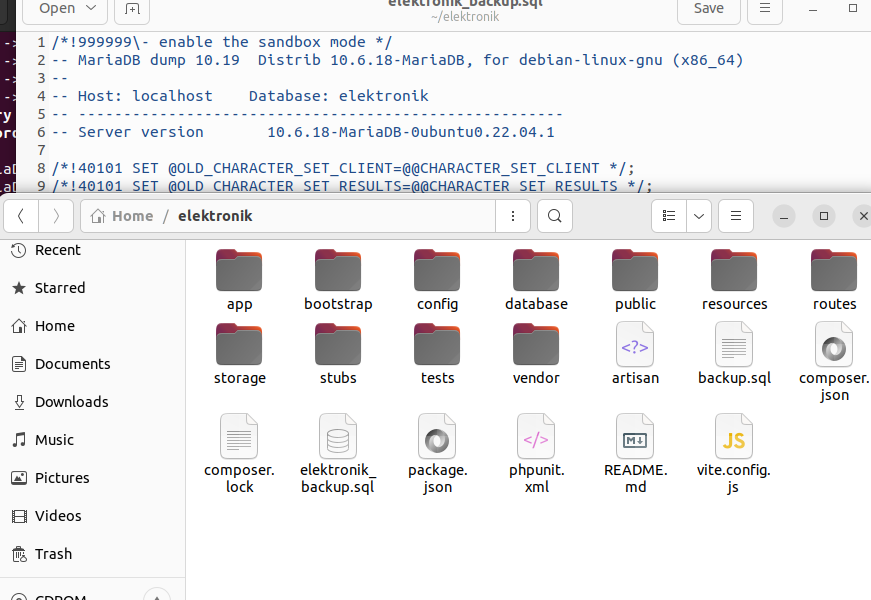 Open
elektronik_backup.sql
~/elektronik
Save
1 /*!999999\- enable the sandbox mode */
2 -- MariaDB dump 10.19  Distrib 10.6.18-MariaDB, for debian-linux-gnu (x86_64)
3 --
4 -- Host: localhost    Database: elektronik
5 -- ------------------------------------------------------
6 -- Server version       10.6.18-MariaDB-0ubuntu0.22.04.1
7
8 /*!40101 SET @OLD_CHARACTER_SET_CLIENT=@@CHARACTER_SET_CLIENT */;
9 /*!40101 SET @OLD_CHARACTER_SET_RESULTS=@@CHARACTER_SET_RESULTS */;
Home / elektronik
Recent
Starred
Home
Documents
Downloads
Music
Pictures
Videos
Trash
CDROM
app
bootstrap
config
database
public
resources
routes
storage
stubs
tests
vendor
<?>
artisan
backup.sql
composer.
json
composer.
lock
elektronik_
backup.sql
package.
json
</>
phpunit.
xml
M
README.
md
JS
vite.config.
js